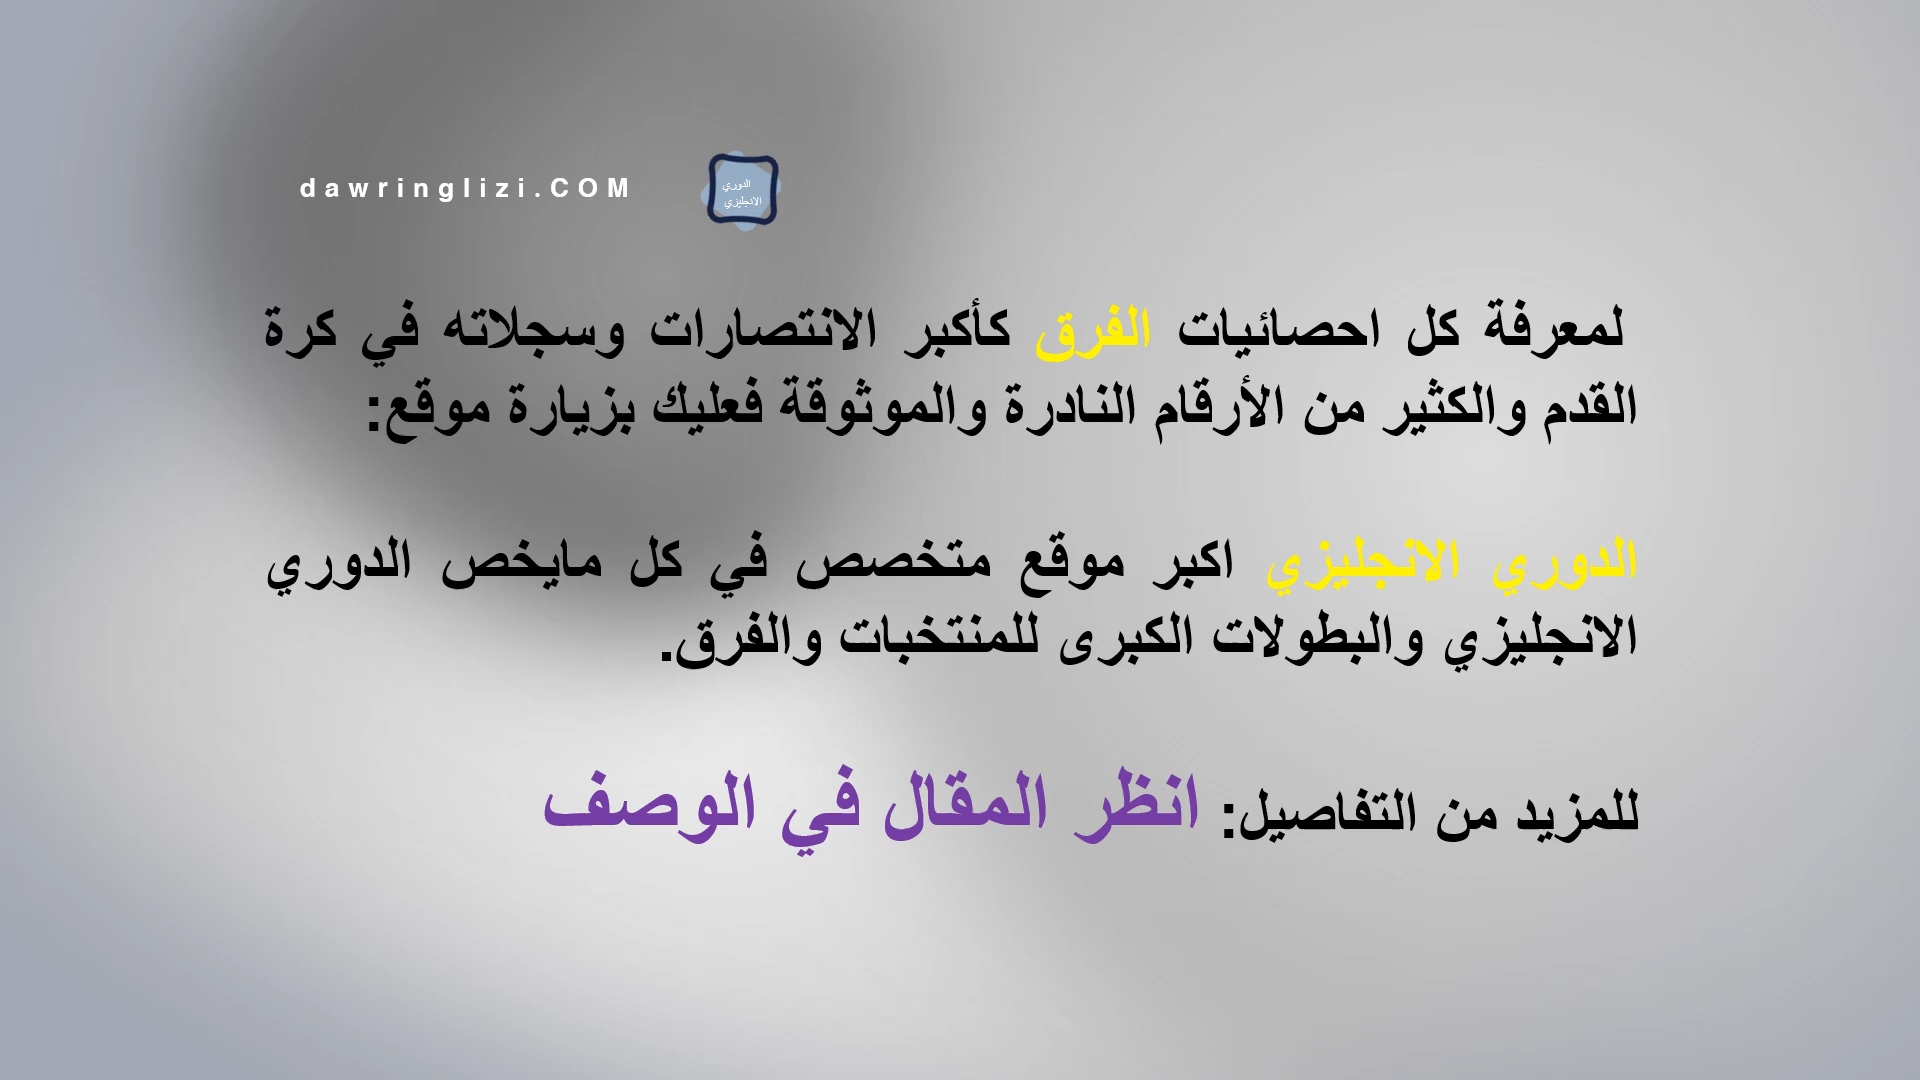 dawringlizi.COM
الدوري
الانجليزي
لمعرفة كل احصائيات الفرق كأكبر الانتصارات وسجلاته في كرة
القدم والكثير من الأرقام النادرة والموثوقة فعليك بزيارة موقع:
الدوري الانجليزي اكبر موقع متخصص في كل مايخص الدوري
الانجليزي والبطولات الكبرى للمنتخبات والفرق.
للمزيد من التفاصيل: انظر المقال في الوصف